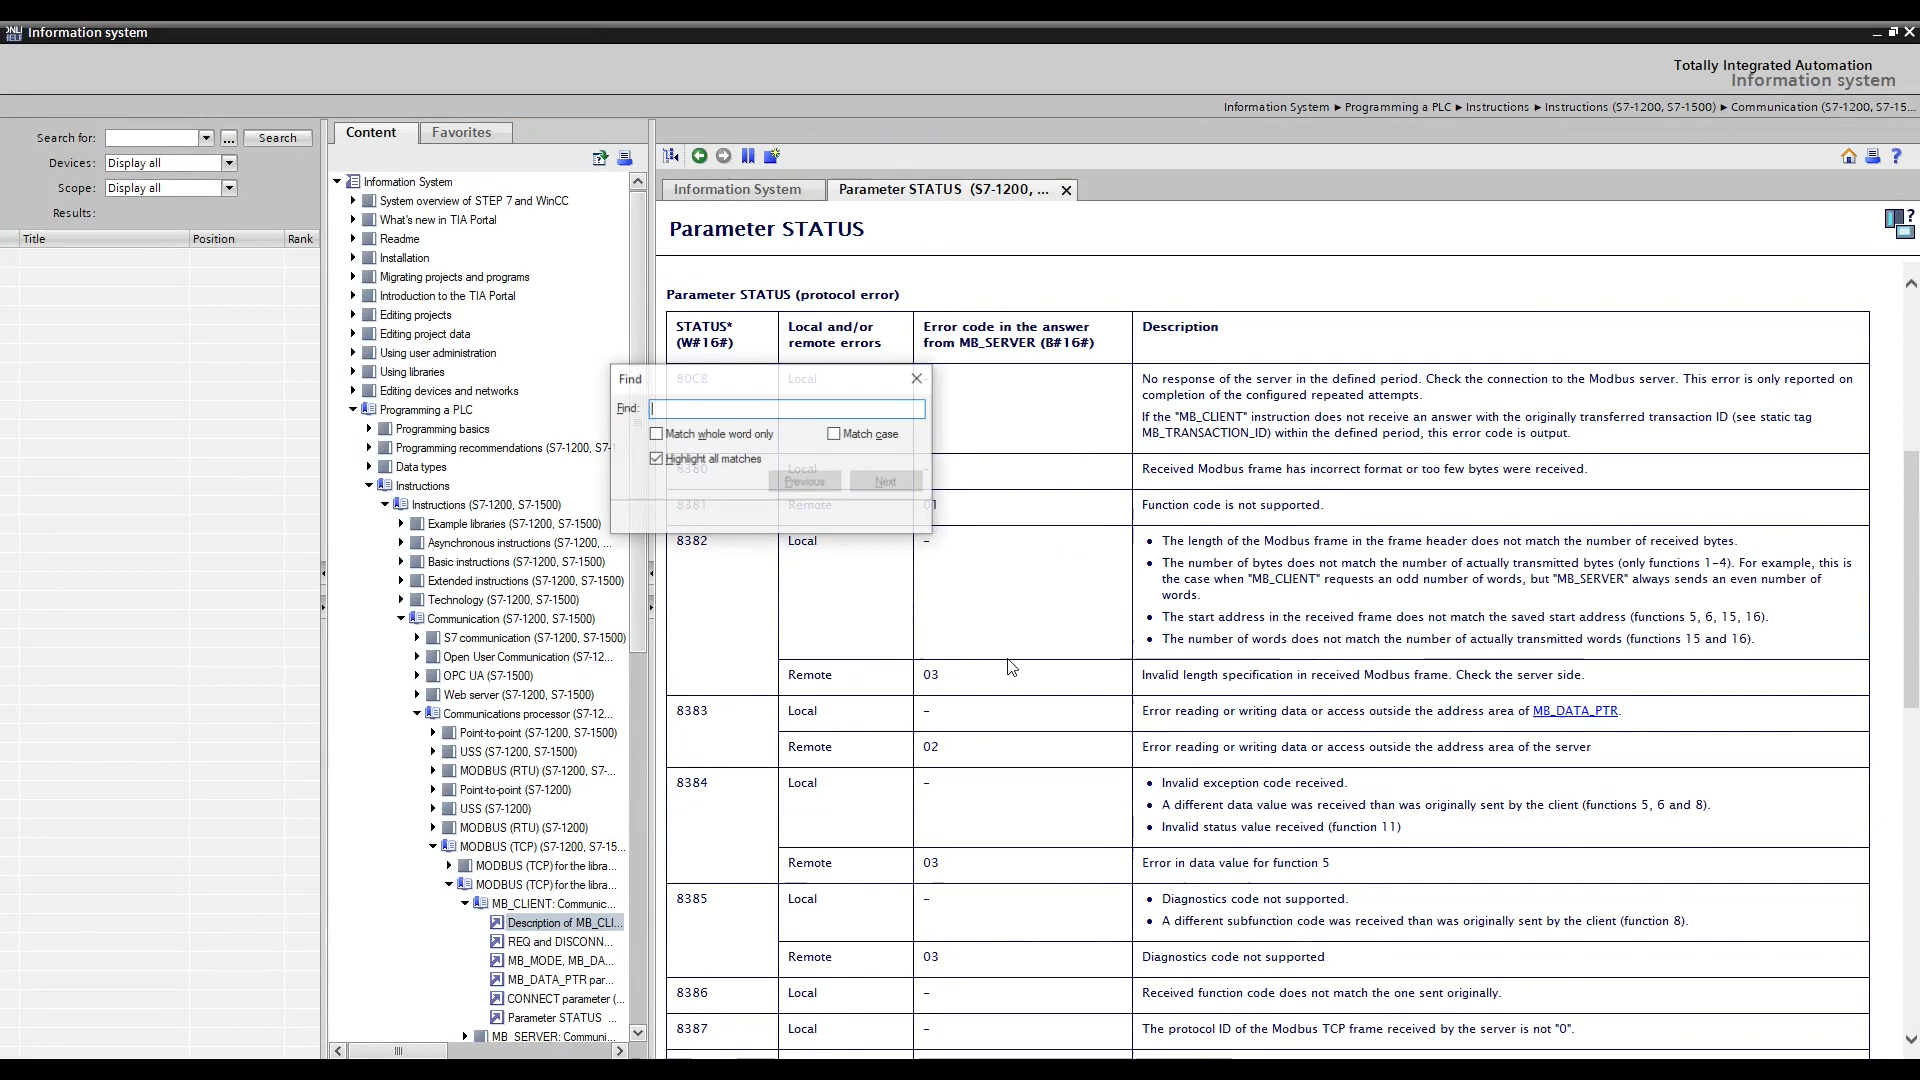 ONLI
HELP
Information system
Totally Integrated Automation
Information system
Information System ▸ Programming a PLC ▸ Instructions ▸ Instructions (S7-1200, S7-1500) ▸ Communication (S7-1200, S7-15...
Search for:
...
Search
Devices:
Display all
Scope:
Display all
Results:
Title
Position
Rank
Content
Favorites
Information System
System overview of STEP 7 and WinCC
What's new in TIA Portal
Readme
Installation
Migrating projects and programs
Introduction to the TIA Portal
Editing projects
Editing project data
Using user administration
Using libraries
Editing devices and networks
Programming a PLC
Programming basics
Programming recommendations (S7-1200, S7-1
Data types
Instructions
Instructions (S7-1200, S7-1500)
Example libraries (S7-1200, S7-1500)
Asynchronous instructions (S7-1200, ...
Basic instructions (S7-1200, S7-1500)
Extended instructions (S7-1200, S7-1500)
Technology (S7-1200, S7-1500)
Communication (S7-1200, S7-1500)
S7 communication (S7-1200, S7-1500)
Open User Communication (S7-12...
OPC UA (S7-1500)
Web server (S7-1200, S7-1500)
Communications processor (S7-12...
Point-to-point (S7-1200, S7-1500)
USS (S7-1200, S7-1500)
MODBUS (RTU) (S7-1200, S7-...
Point-to-point (S7-1200)
USS (S7-1200)
MODBUS (RTU) (S7-1200)
MODBUS (TCP) (S7-1200, S7-15...
MODBUS (TCP) for the libra...
MODBUS (TCP) for the libra...
MB_CLIENT: Communic...
Description of MB_CLI...
REQ and DISCONN...
MB_MODE, MB_DA...
MB_DATA_PTR par...
CONNECT parameter (...
Parameter STATUS ...
MB_SERVER: Communi...
Information System
Parameter STATUS (S7-1200, ...
Parameter STATUS
Parameter STATUS (protocol error)
STATUS* (W#16#)
Local and/or remote errors
Error code in the answer from MB_SERVER (B#16#)
Description
80C8
Local
–
No response of the server in the defined period. Check the connection to the Modbus server. This error is only reported on
completion of the configured repeated attempts.
If the "MB_CLIENT" instruction does not receive an answer with the originally transferred transaction ID (see static tag
MB_TRANSACTION_ID) within the defined period, this error code is output.
8380
Local
–
Received Modbus frame has incorrect format or too few bytes were received.
8381
Remote
01
Function code is not supported.
Find
Find:
Match whole word only
Match case
Highlight all matches
Previous
Next
8382
Local
–
• The length of the Modbus frame in the frame header does not match the number of received bytes.
• The number of bytes does not match the number of actually transmitted bytes (only functions 1-4). For example, this is
the case when "MB_CLIENT" requests an odd number of words, but "MB_SERVER" always sends an even number of
words.
• The start address in the received frame does not match the saved start address (functions 5, 6, 15, 16).
• The number of words does not match the number of actually transmitted words (functions 15 and 16).
Remote
03
Invalid length specification in received Modbus frame. Check the server side.
8383
Local
–
Error reading or writing data or access outside the address area of MB_DATA_PTR.
Remote
02
Error reading or writing data or access outside the address area of the server
8384
Local
–
• Invalid exception code received.
• A different data value was received than was originally sent by the client (functions 5, 6 and 8).
• Invalid status value received (function 11)
Remote
03
Error in data value for function 5
8385
Local
–
• Diagnostics code not supported.
• A different subfunction code was received than was originally sent by the client (function 8).
Remote
03
Diagnostics code not supported
8386
Local
–
Received function code does not match the one sent originally.
8387
Local
–
The protocol ID of the Modbus TCP frame received by the server is not "0".